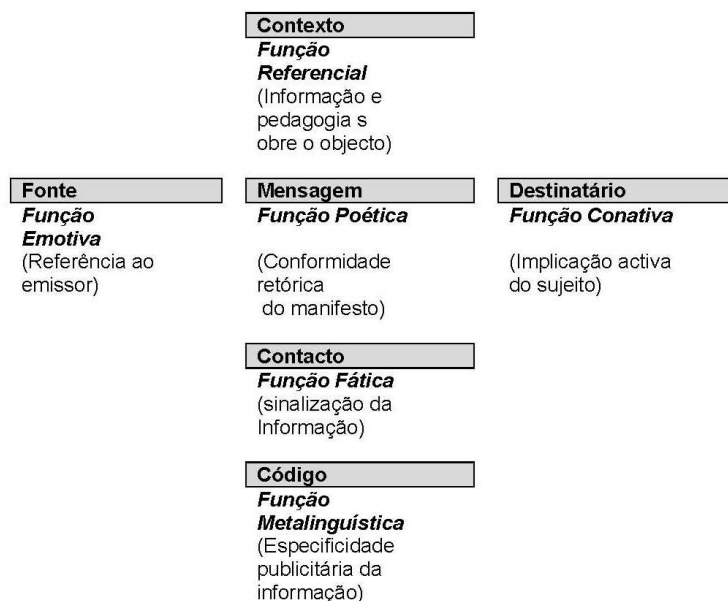 Contexto
Função
Referencial
(Informação e
pedagogia s
obre o objecto)
Fonte
Função
Emotiva
(Referência ao
emissor)
Mensagem
Função Poética
(Conformidade
retórica
do manifesto)
Destinatário
Função Conativa
(Implicação activa
do sujeito)
Contacto
Função Fática
(sinalização da
Informação)
Código
Função
Metalinguística
(Especificidade
publicitária da
informação)